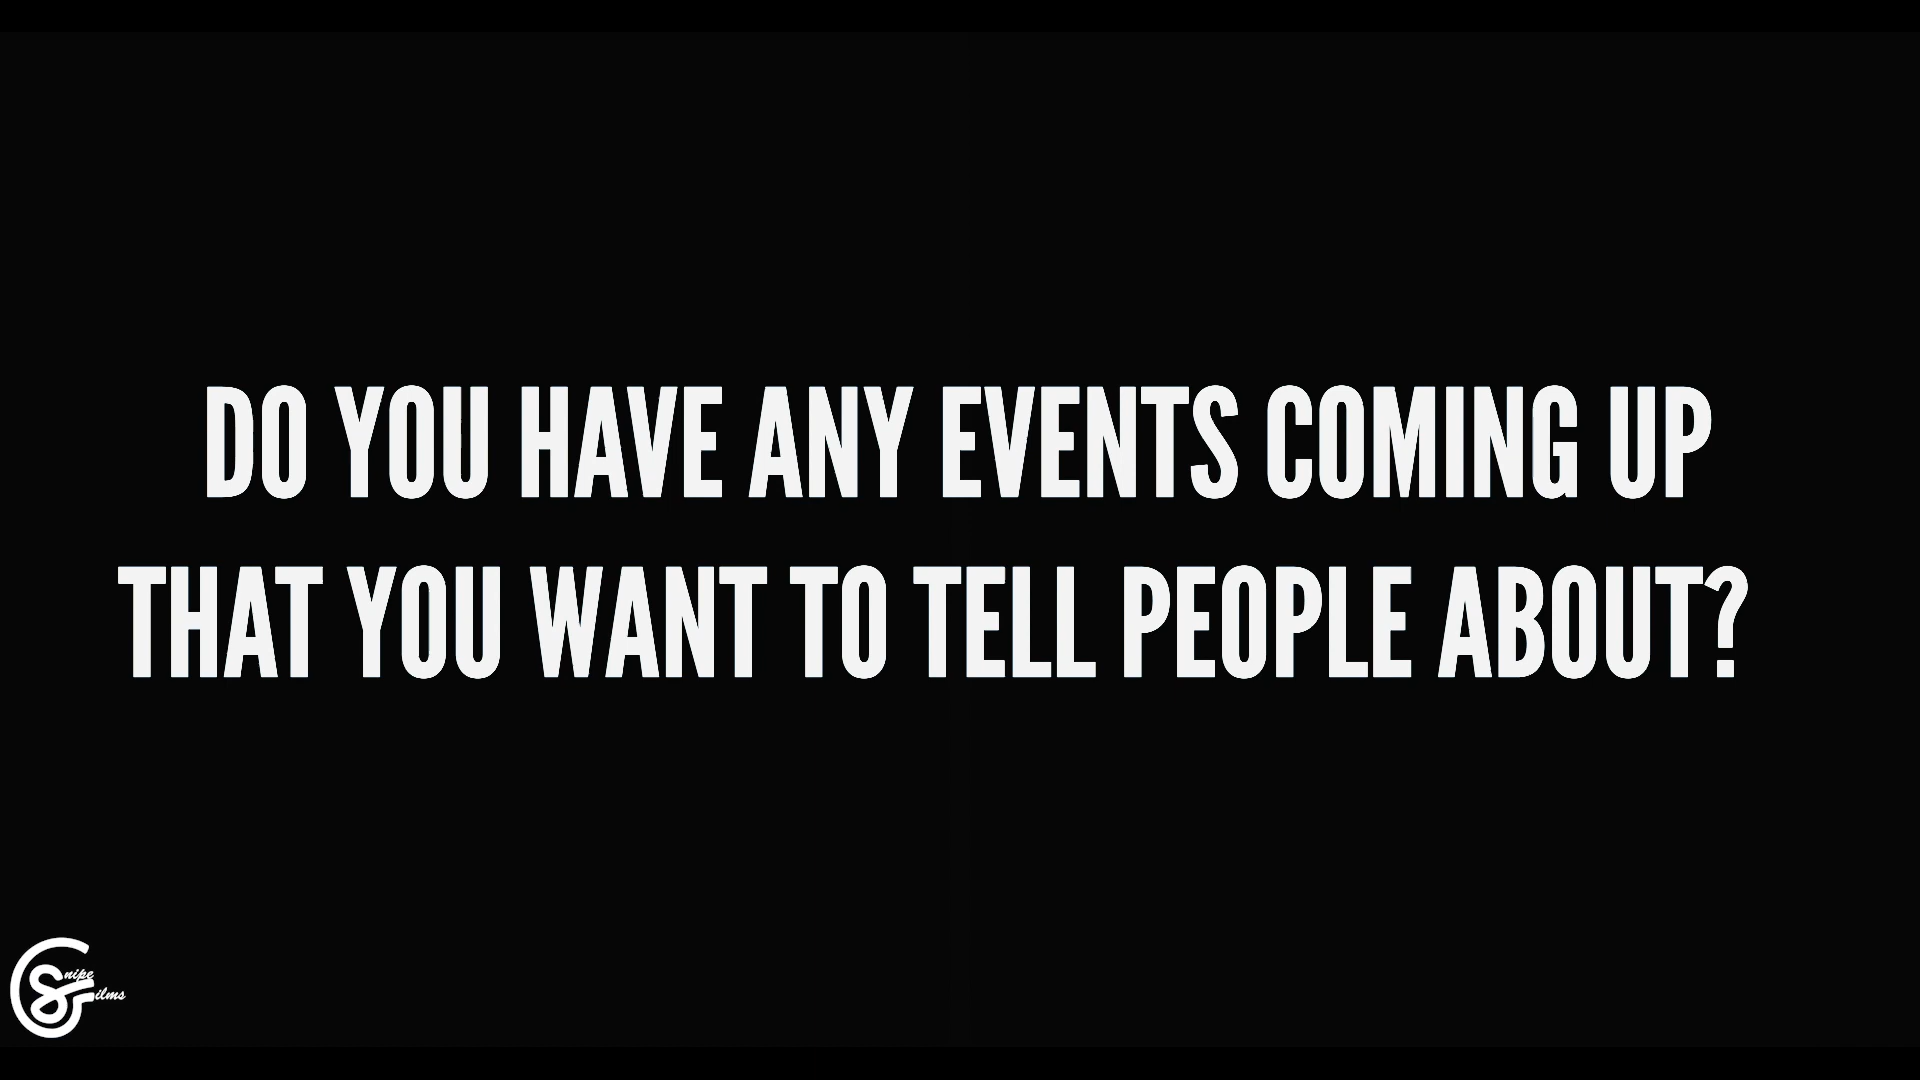 DO YOU HAVE ANY EVENTS COMING UP
THAT YOU WANT TO TELL PEOPLE ABOUT?
Snipe
Films